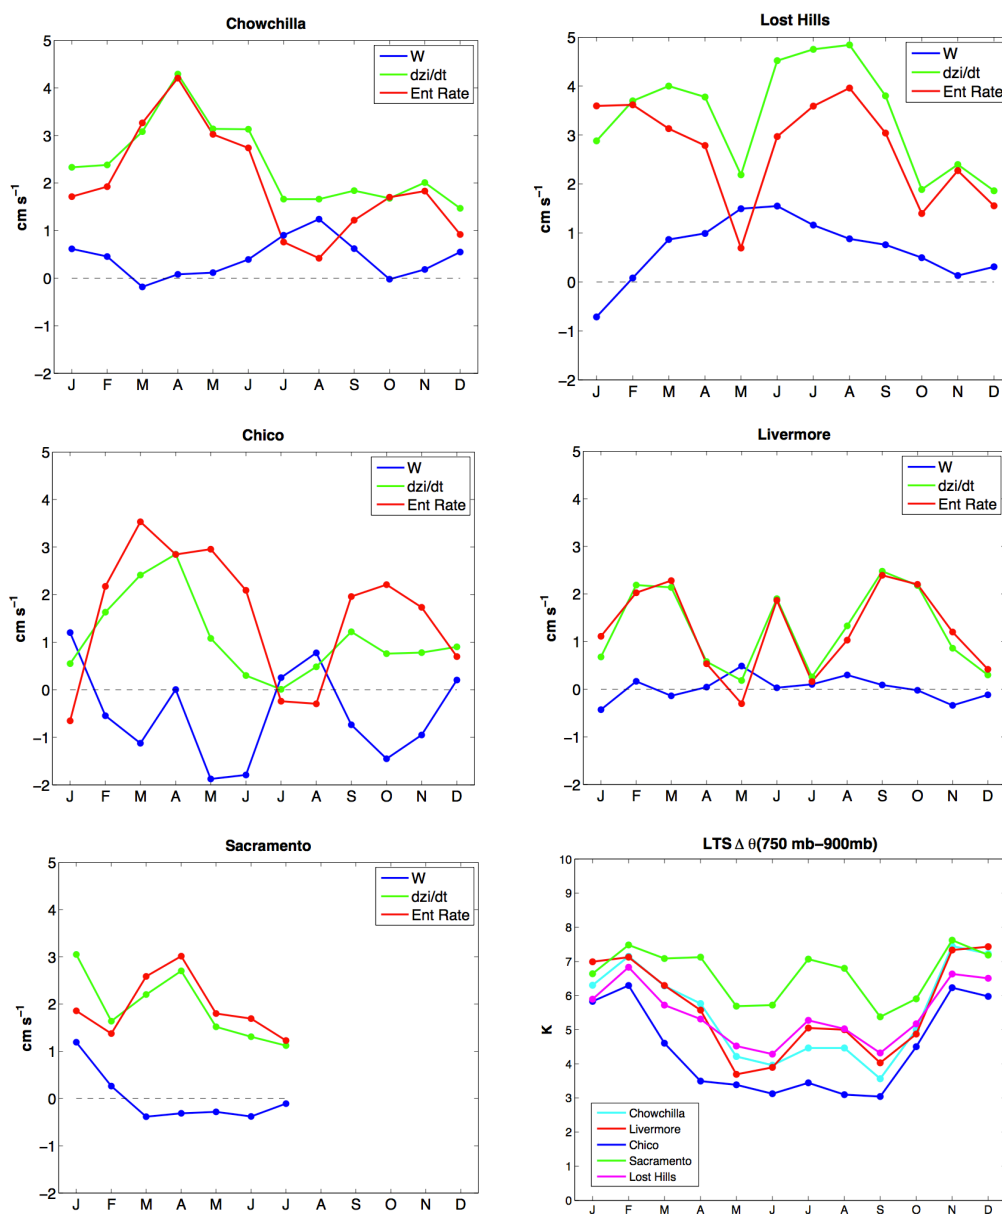 Chowchilla
5
4
3
2
1
0
−1
−2
cm s⁻¹
W
dzi/dt
Ent Rate
J F M A M J J A S O N D
Lost Hills
5
4
3
2
1
0
−1
−2
cm s⁻¹
W
dzi/dt
Ent Rate
J F M A M J J A S O N D
Chico
5
4
3
2
1
0
−1
−2
cm s⁻¹
W
dzi/dt
Ent Rate
J F M A M J J A S O N D
Livermore
5
4
3
2
1
0
−1
−2
cm s⁻¹
W
dzi/dt
Ent Rate
J F M A M J J A S O N D
Sacramento
5
4
3
2
1
0
−1
−2
cm s⁻¹
W
dzi/dt
Ent Rate
J F M A M J J A S O N D
LTS Δ θ(750 mb−900mb)
10
9
8
7
6
5
4
3
2
1
0
K
Chowchilla
Livermore
Chico
Sacramento
Lost Hills
J F M A M J J A S O N D